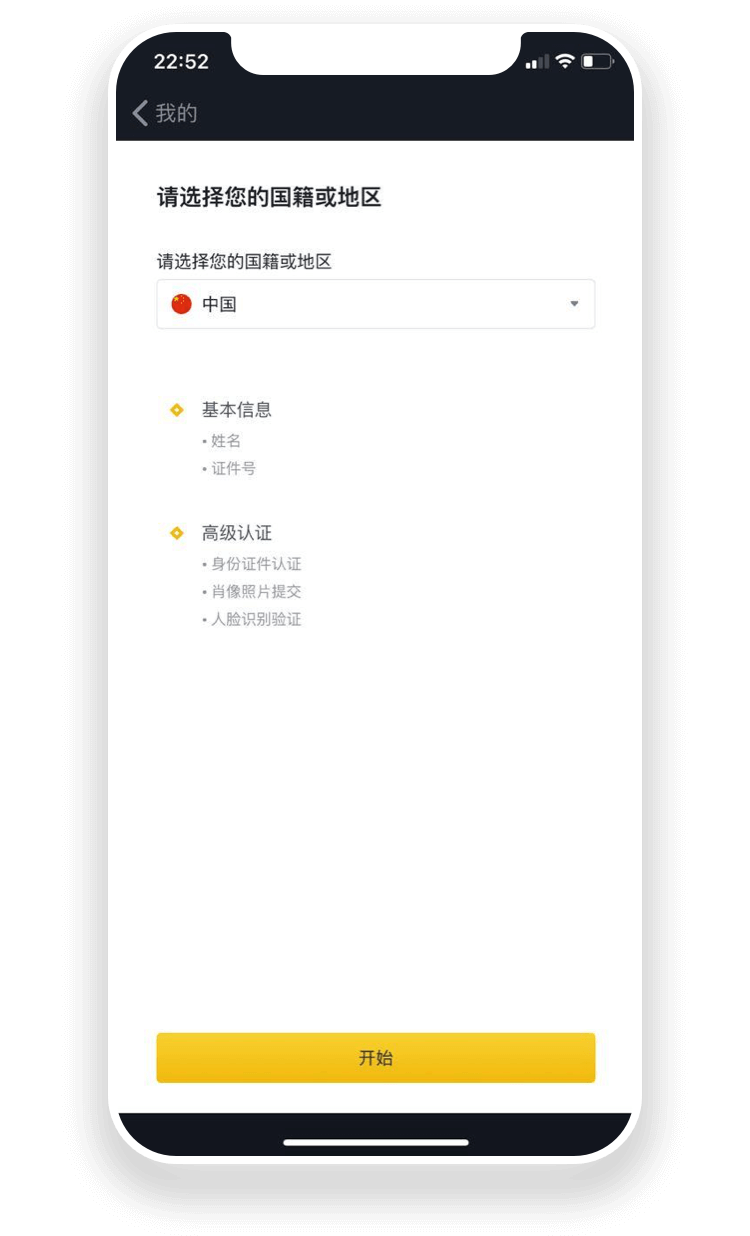 22:52
我的
请选择您的国籍或地区
请选择您的国籍或地区
中国
基本信息
• 姓名
• 证件号
高级认证
• 身份证件认证
• 肖像照片提交
• 人脸识别验证
开始